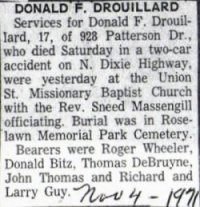 DONALD F. DROUILLARD
Services for Donald F. Drouil-
lard, 17, of 928 Patterson Dr.,
who died Saturday in a two-car
accident on N. Dixie Highway,
were yesterday at the Union
St. Missionary Baptist Church
with the Rev. Sneed Massengill
officiating. Burial was in Rose-
lawn Memorial Park Cemetery.
Bearers were Roger Wheeler,
Donald Bitz, Thomas DeBruyne,
John Thomas and Richard and
Larry Guy.
Nov 4 - 1971